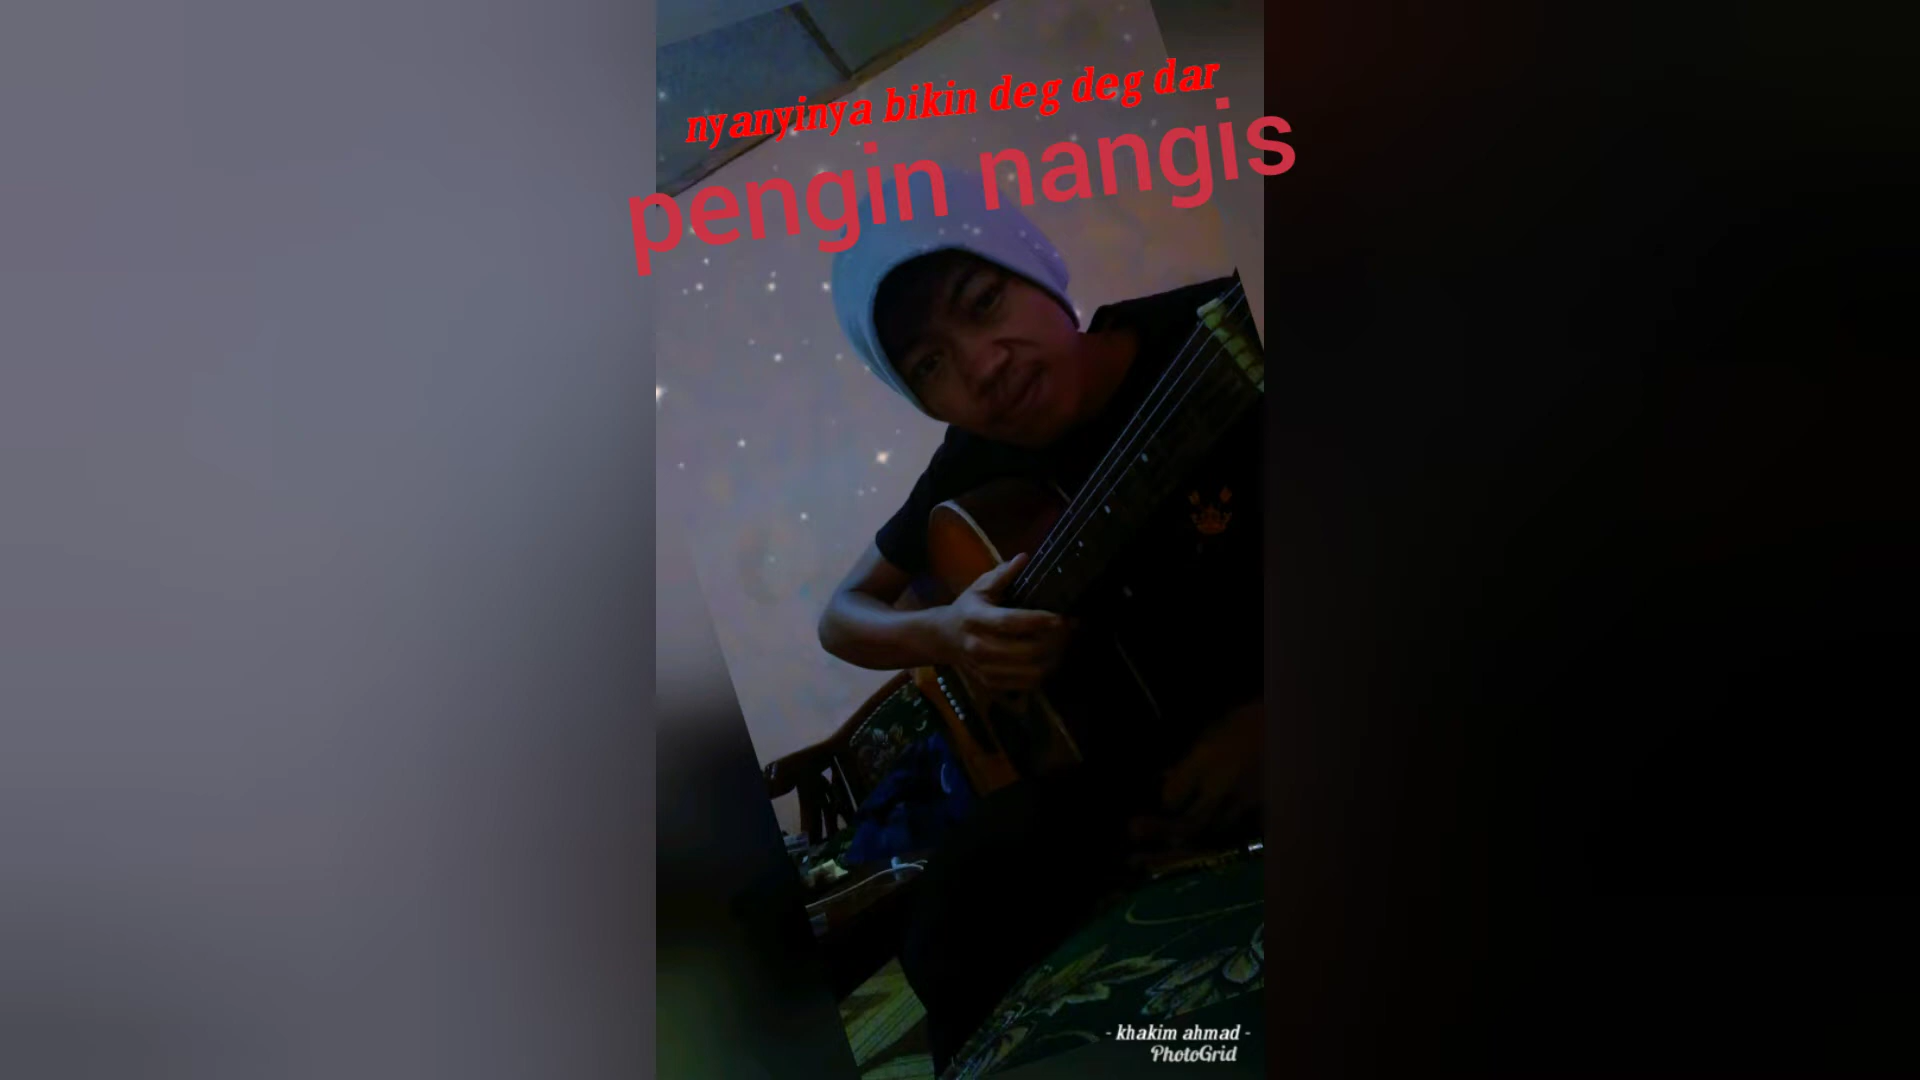 nyanyinya bikin deg deg dar
pengin nangis
- khakim ahmad -
PhotoGrid